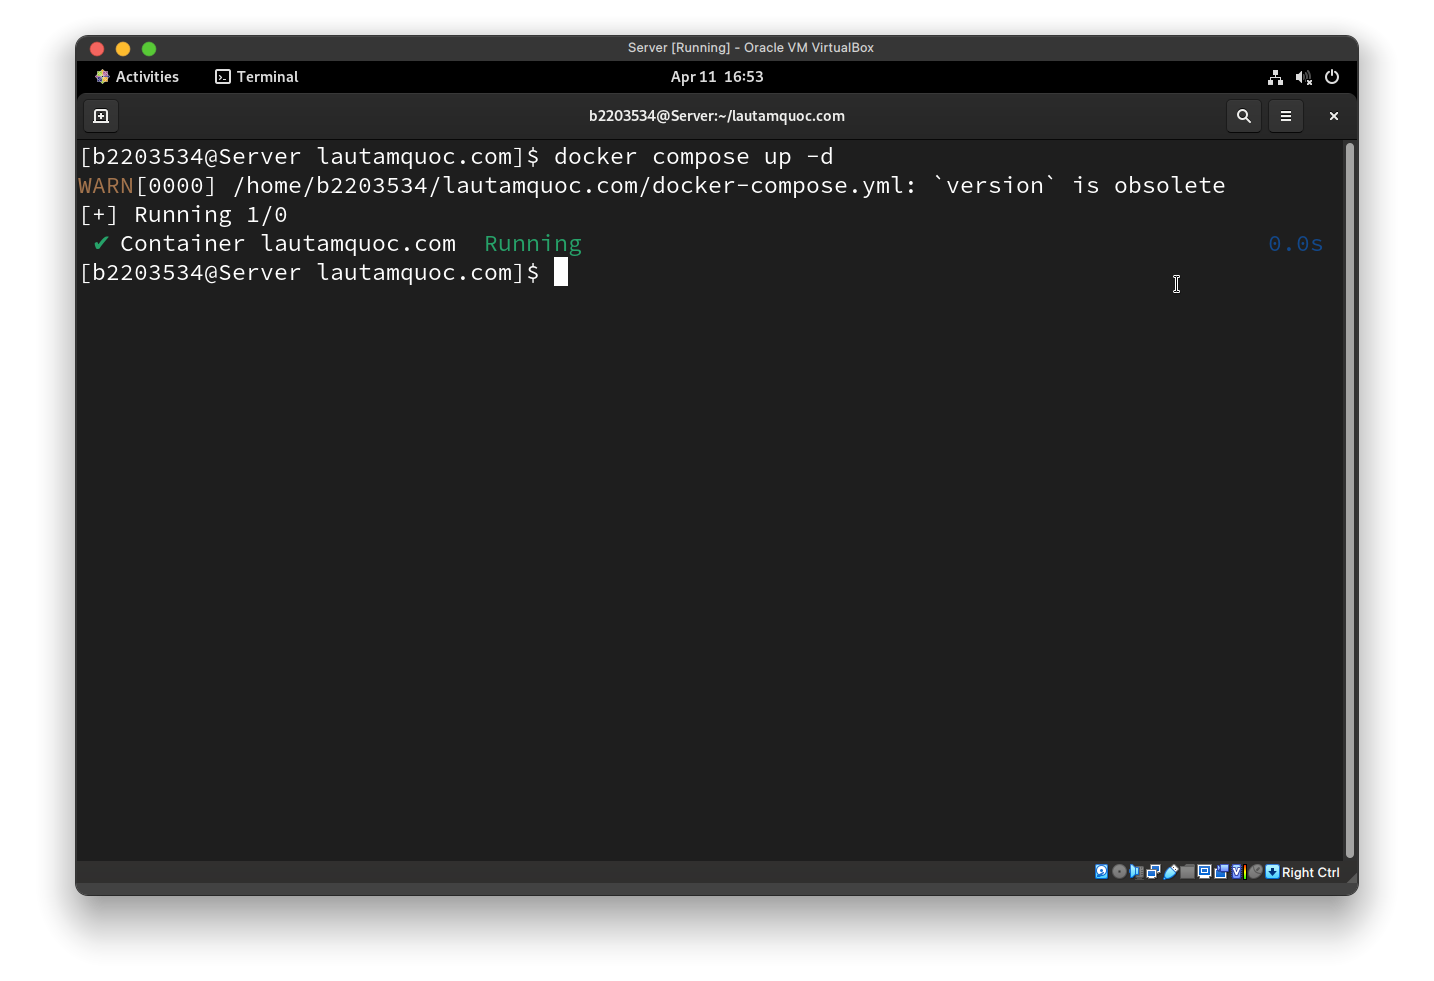 Server [Running] - Oracle VM VirtualBox
Activities Terminal Apr 11 16:53
b2203534@Server:~/lautamquoc.com
[b2203534@Server lautamquoc.com]$ docker compose up -d
WARN[0000] /home/b2203534/lautamquoc.com/docker-compose.yml: `version` is obsolete
[+] Running 1/0
✔ Container lautamquoc.com Running 0.0s
[b2203534@Server lautamquoc.com]$
Right Ctrl